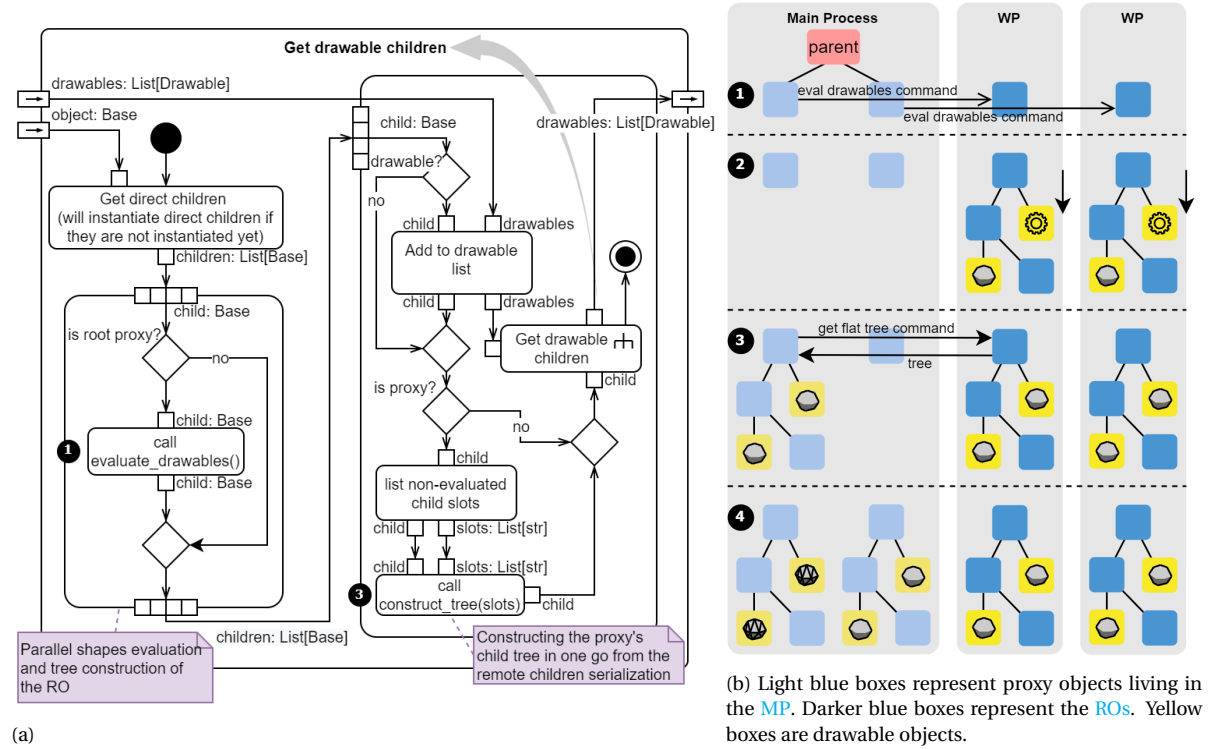 Get drawable children
drawables: List[Drawable]
object: Base
Get direct children
(will instantiate direct children if
they are not instantiated yet)
children: List[Base]
child: Base
is root proxy?
no
child: Base
1
call
evaluate_drawables()
child: Base
children: List[Base]
Parallel shapes evaluation
and tree construction of
the RO
child: Base
drawable?
no
child
drawables
Add to drawable
list
child
drawables
is proxy?
no
child
list non-evaluated
child slots
child
slots: List[str]
child
slots: List[str]
3
call
construct_tree(slots)
child
Constructing the proxy's
child tree in one go from the
remote children serialization
Get drawable
children
child
drawables: List[Drawable]
(a)
Main Process
WP
WP
parent
1
eval drawables command
eval drawables command
2
3
get flat tree command
tree
4
(b) Light blue boxes represent proxy objects living in
the MP. Darker blue boxes represent the ROs. Yellow
boxes are drawable objects.